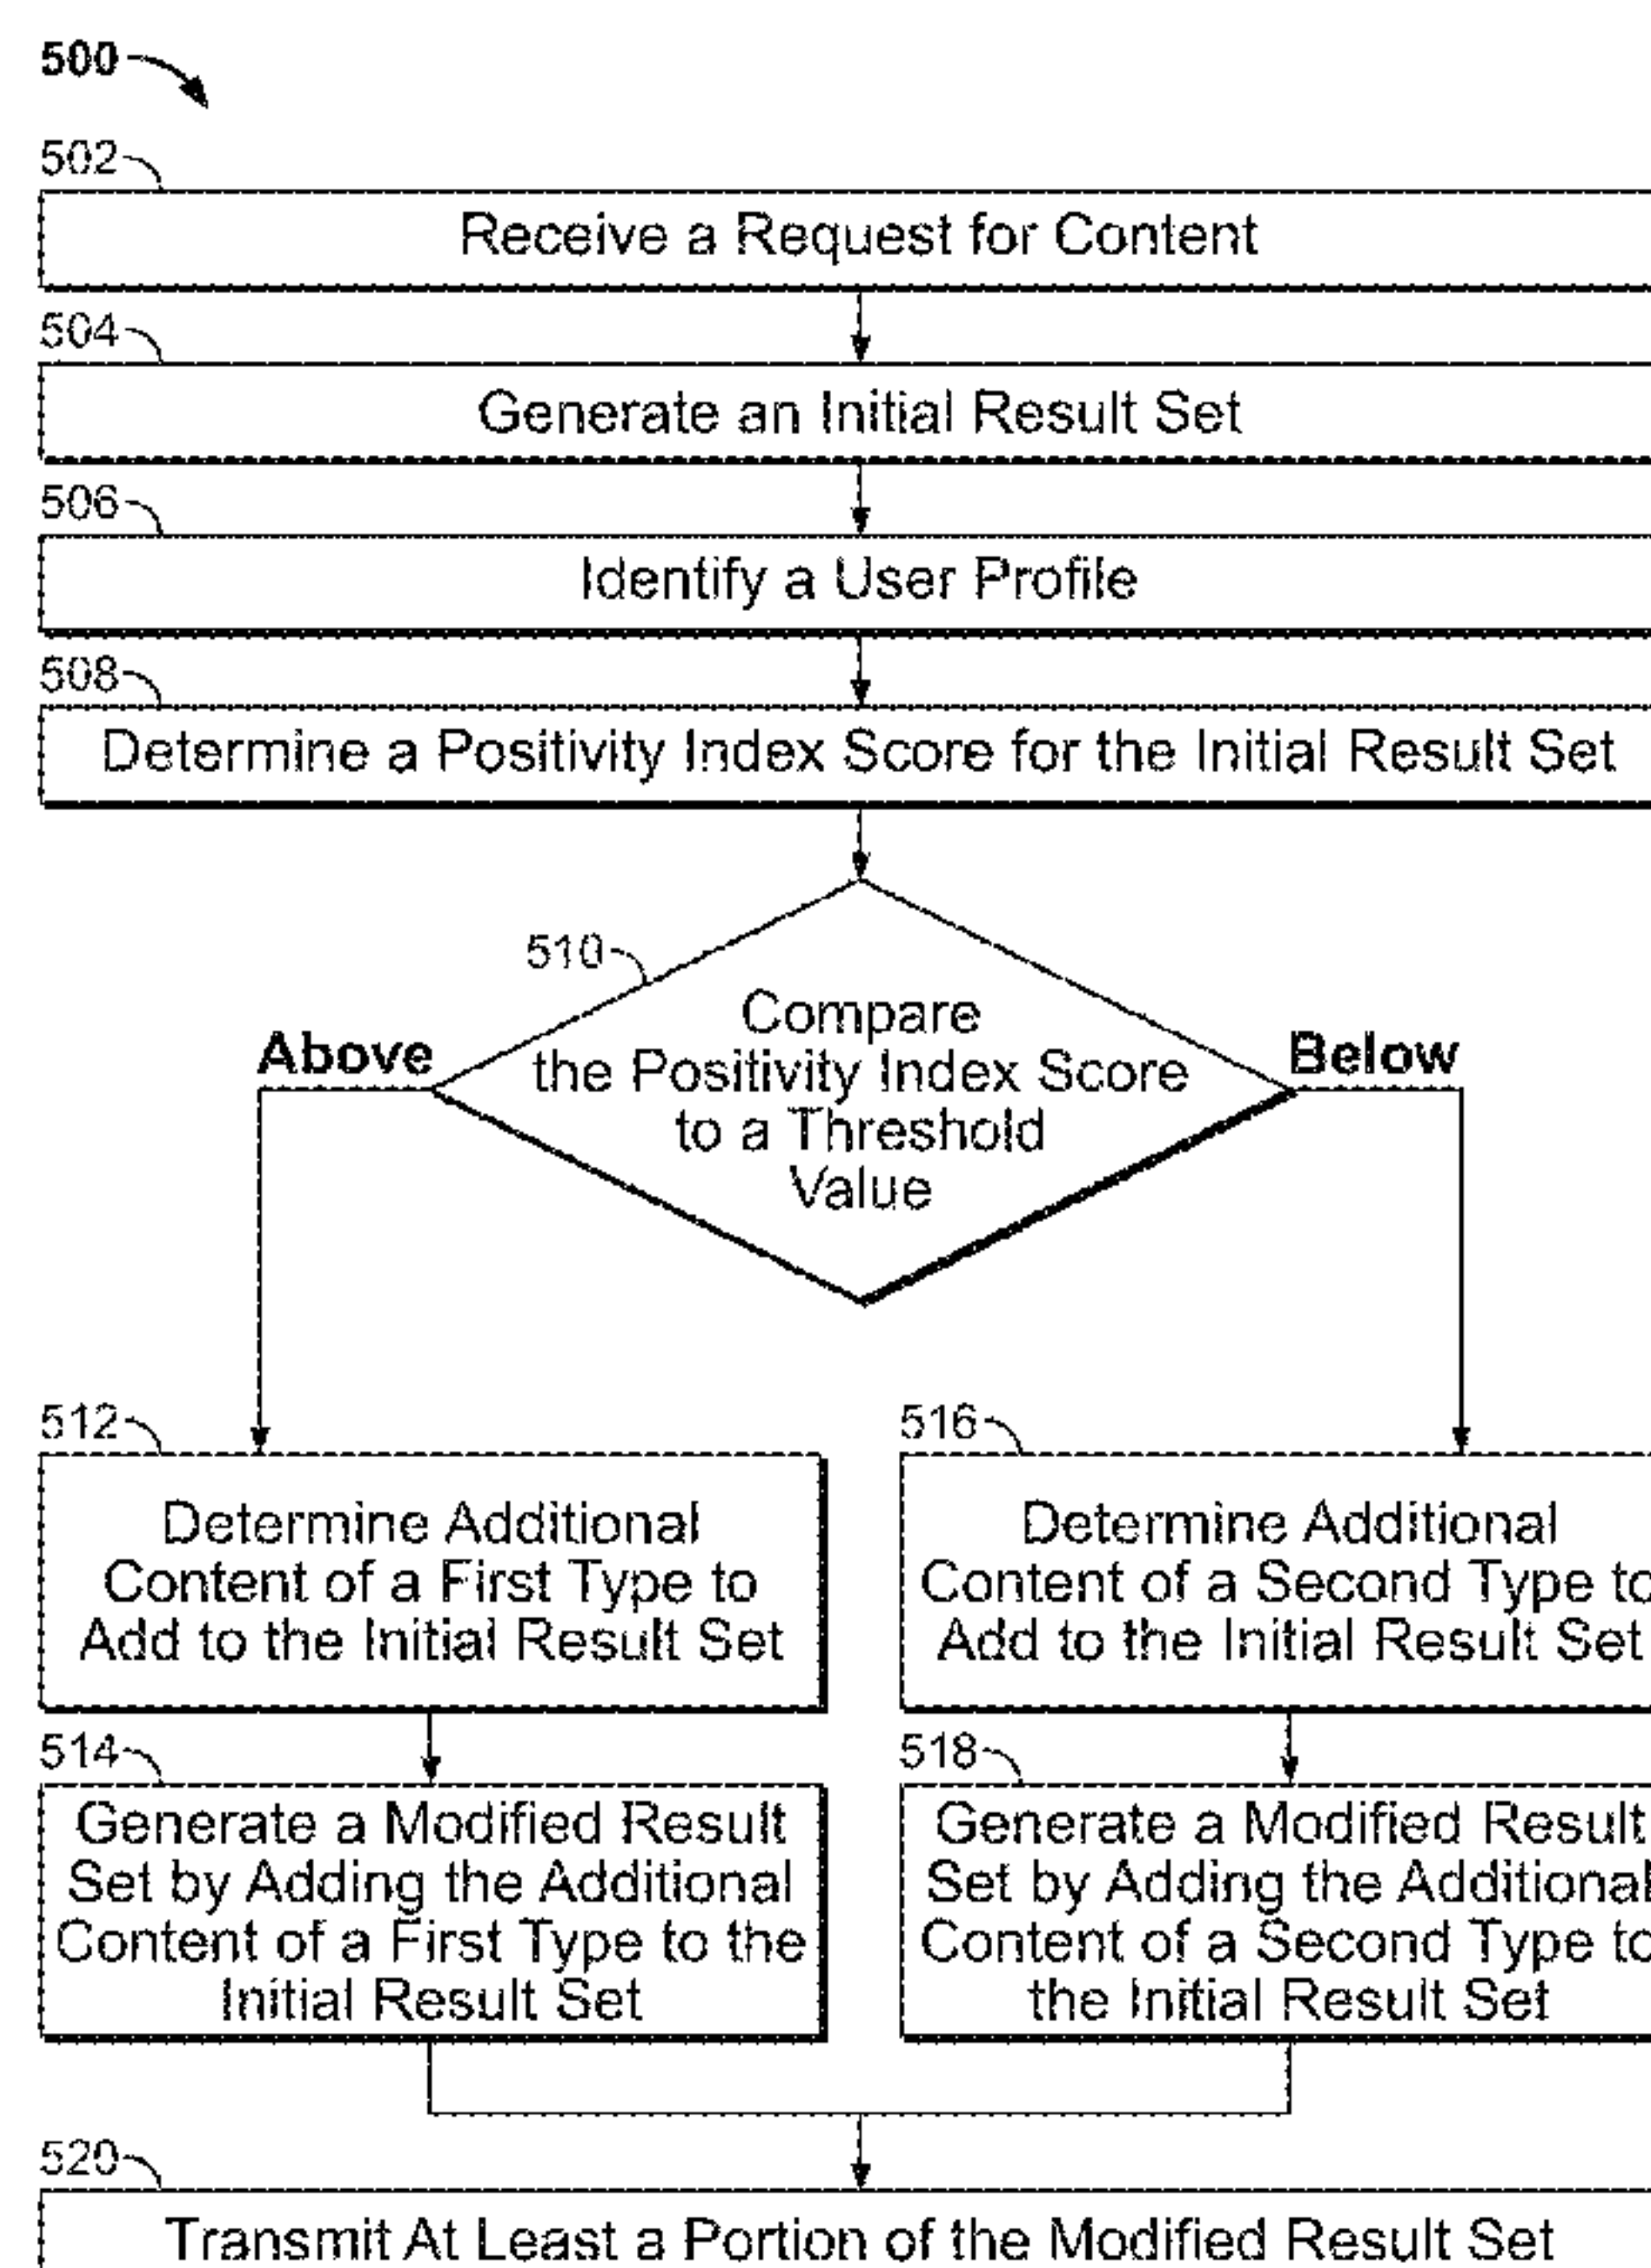 500
502
Receive a Request for Content
504
Generate an Initial Result Set
506
Identify a User Profile
508
Determine a Positivity Index Score for the Initial Result Set
510
Compare
the Positivity Index Score
to a Threshold
Value
Above
Below
512
Determine Additional
Content of a First Type to
Add to the Initial Result Set
516
Determine Additional
Content of a Second Type to
Add to the Initial Result Set
514
Generate a Modified Result
Set by Adding the Additional
Content of a First Type to the
Initial Result Set
518
Generate a Modified Result
Set by Adding the Additional
Content of a Second Type to
the Initial Result Set
520
Transmit At Least a Portion of the Modified Result Set